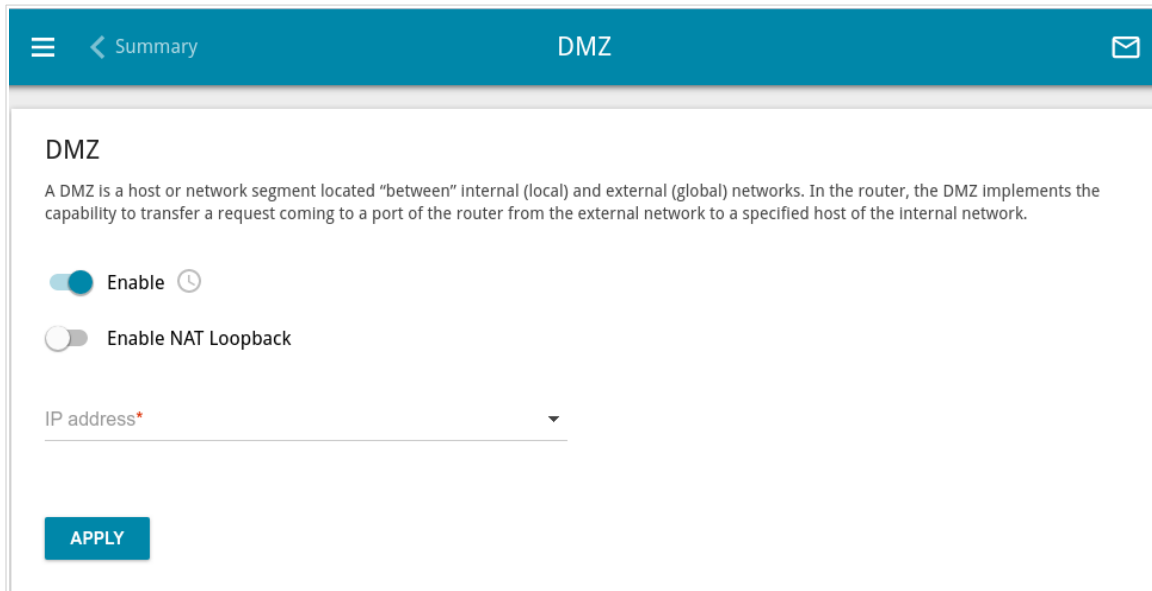 Summary
DMZ
DMZ
A DMZ is a host or network segment located “between” internal (local) and external (global) networks. In the router, the DMZ implements the
capability to transfer a request coming to a port of the router from the external network to a specified host of the internal network.
Enable
Enable NAT Loopback
IP address*
APPLY